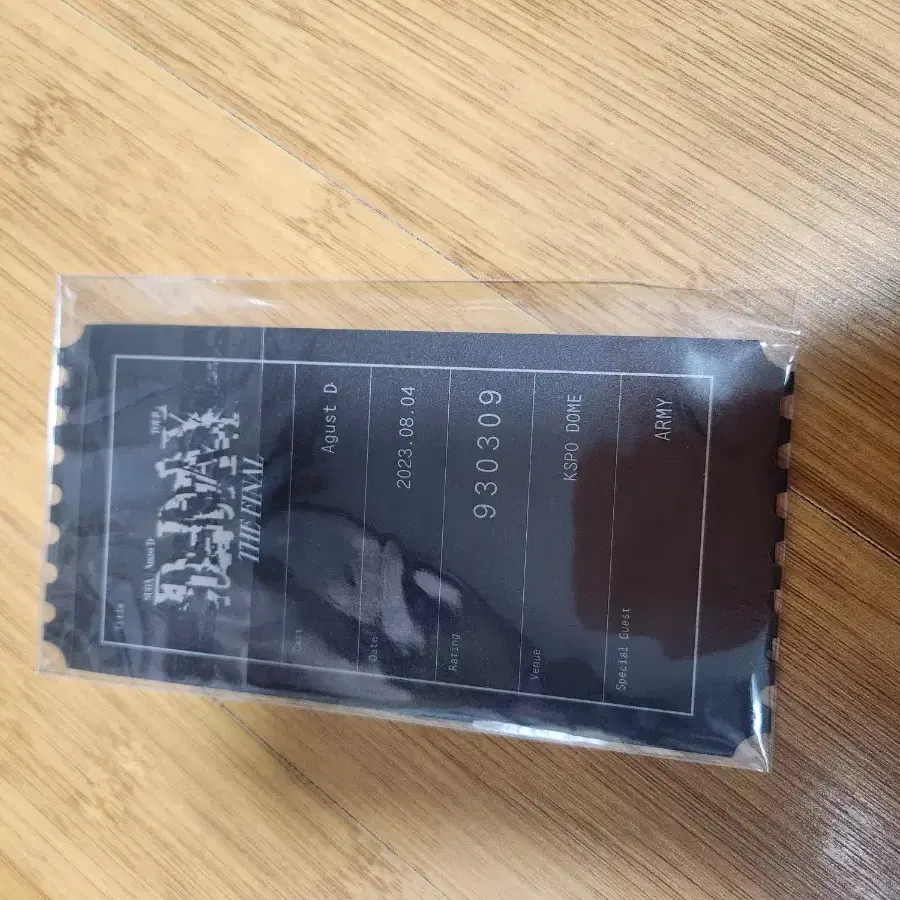 Title
SUGA | Agust D TOUR
D-DAY
THE FINAL
Cast
Agust D
Date
2023.08.04
Rating
930309
Venue
KSPO DOME
Special Guest
ARMY